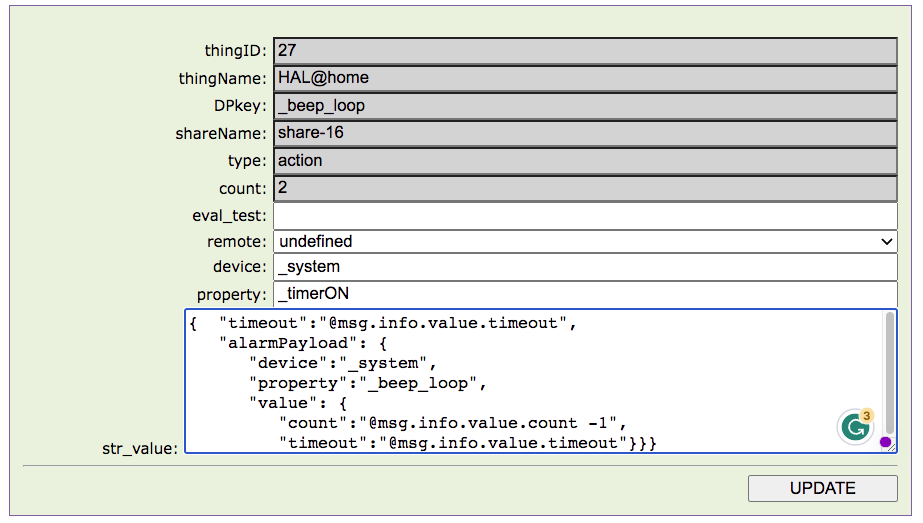 thingID: 27
thingName: HAL@home
DPkey: _beep_loop
shareName: share-16
type: action
count: 2
eval_test:
remote: undefined
device: _system
property: _timerON
{  "timeout":"@msg.info.value.timeout",
   "alarmPayload": {
      "device":"_system",
      "property":"_beep_loop",
      "value": {
         "count":"@msg.info.value.count -1",
         "timeout":"@msg.info.value.timeout"}}}
str_value:
G 3
UPDATE